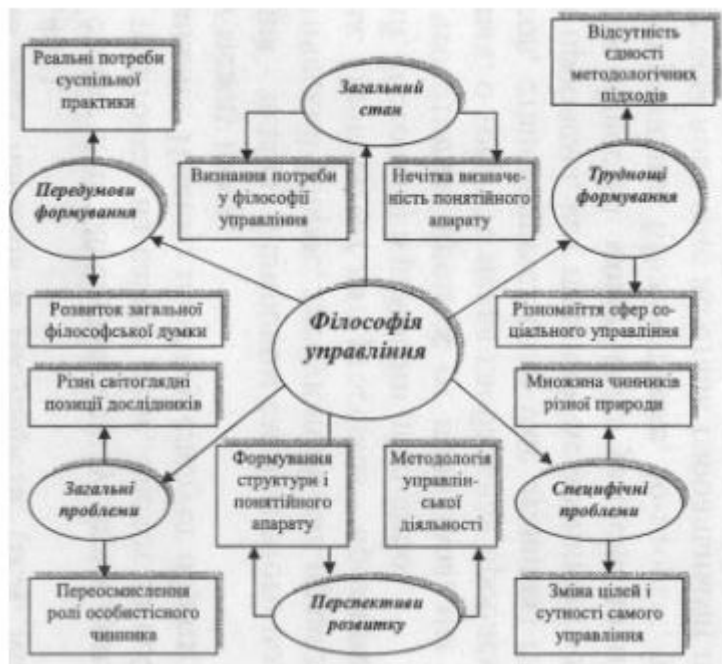 Реальні потреби
суспільної
практики
Загальний
стан
Відсутність
єдності
методологічних
підходів
Передумови
формування
Визнання потреби
у філософії
управління
Нечітка визначе-
ність понятійного
апарату
Труднощі
формування
Розвиток загальної
філософської думки
Філософія
управління
Різномаїття сфер со-
ціального управління
Різні світоглядні
позиції дослідників
Множина чинників
різної природи
Загальні
проблеми
Формування
структури і
понятійного
апарату
Методологія
управлін-
ської
діяльності
Специфічні
проблеми
Переосмислення
ролі особистісного
чинника
Перспективи
розвитку
Зміна цілей і
сутності самого
управління